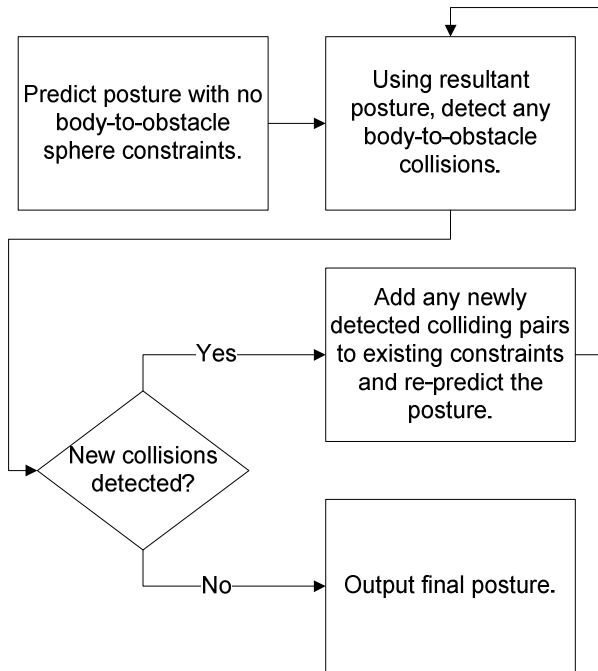 Predict posture with no
body-to-obstacle
sphere constraints.
Using resultant
posture, detect any
body-to-obstacle
collisions.
Add any newly
detected colliding pairs
to existing constraints
and re-predict the
posture.
Yes
New collisions
detected?
No
Output final posture.